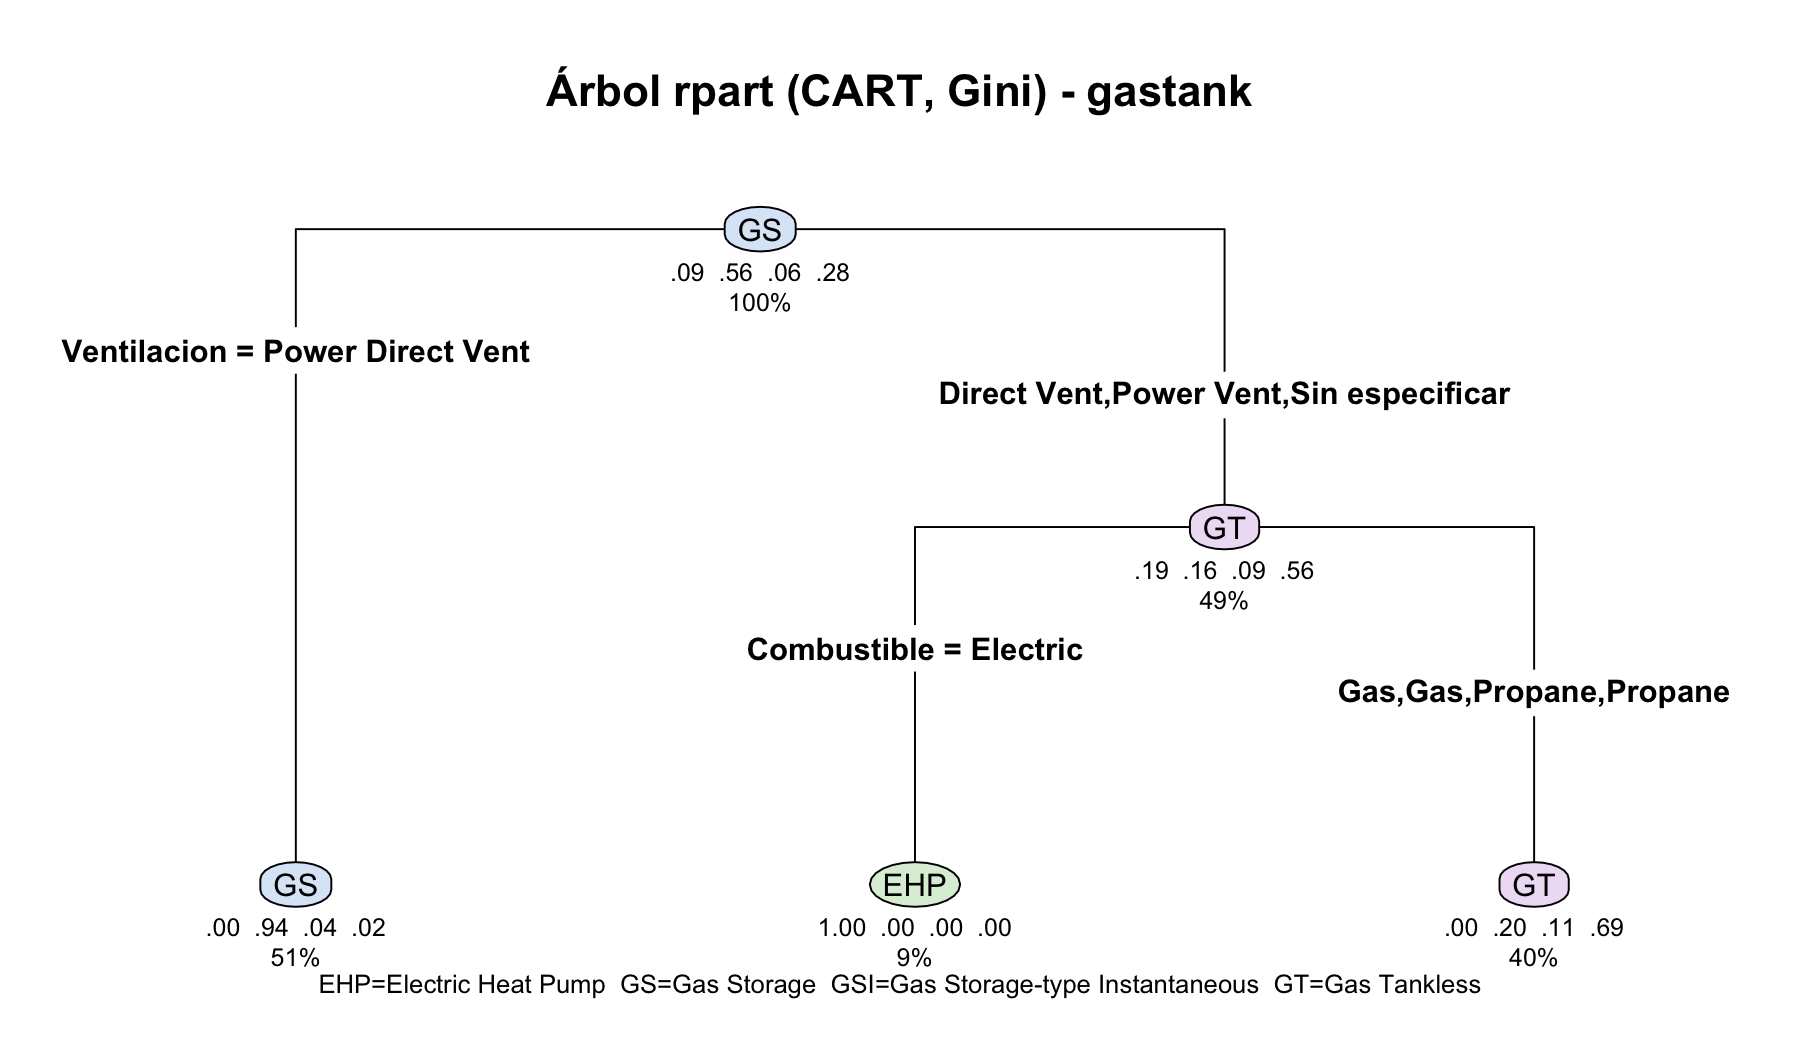 Árbol rpart (CART, Gini) - gastank
GS
.09 .56 .06 .28
100%
Ventilacion = Power Direct Vent
Direct Vent,Power Vent,Sin especificar
GT
.19 .16 .09 .56
49%
Combustible = Electric
Gas,Gas,Propane,Propane
GS
.00 .94 .04 .02
51%
EHP
1.00 .00 .00 .00
9%
GT
.00 .20 .11 .69
40%
EHP=Electric Heat Pump GS=Gas Storage GSI=Gas Storage-type Instantaneous GT=Gas Tankless